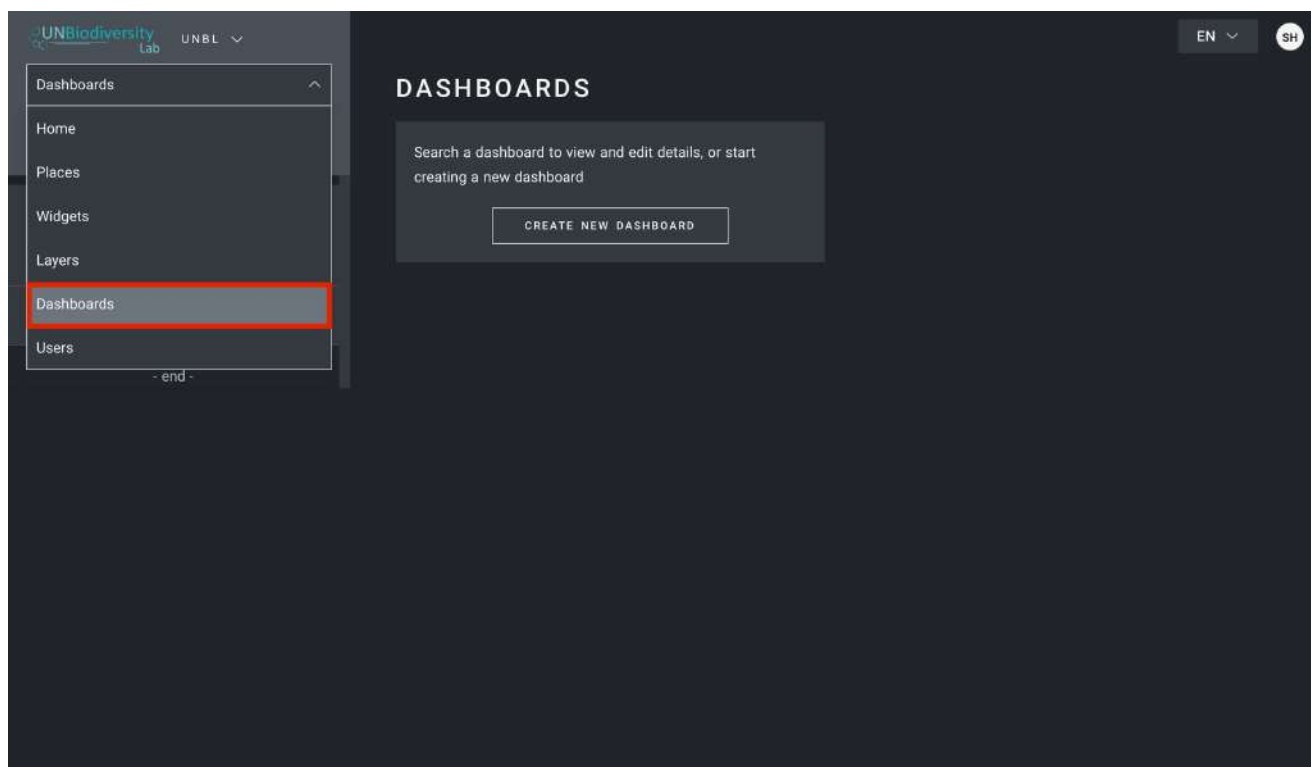 UNBiodiversity
Lab
UNBL
EN
SH
Dashboards
Home
Places
Widgets
Layers
Dashboards
Users
- end -
DASHBOARDS
Search a dashboard to view and edit details, or start
creating a new dashboard
CREATE NEW DASHBOARD